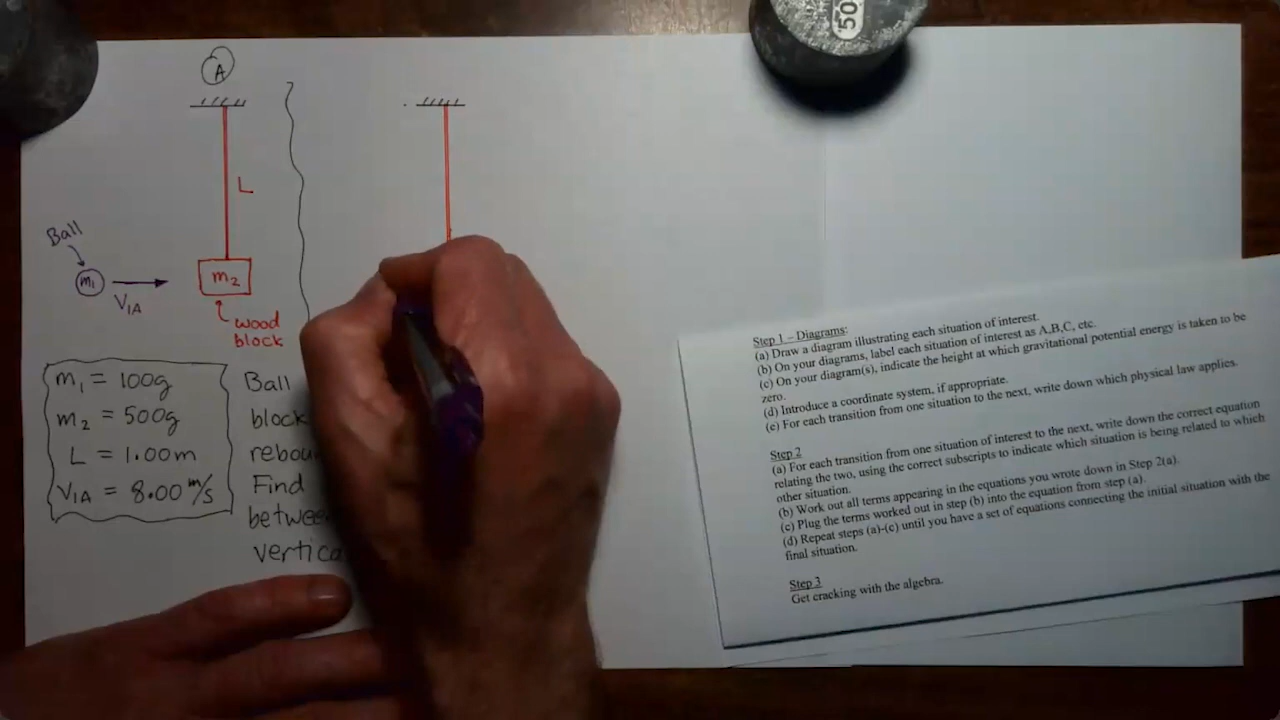 A
50
L
Ball
m₁
V₁A
m₂
wood
block
m₁ = 100g
m₂ = 500g
L = 1.00m
V₁A = 8.00 m/s
Ball
block
Find
Step 1 – Diagrams:
(a) Draw a diagram illustrating each situation of interest.
(b) On your diagrams, label each situation of interest as A,B,C, etc.
(c) On your diagram(s), indicate the height at which gravitational potential energy is taken to be
zero.
(d) Introduce a coordinate system, if appropriate.
(e) For each transition from one situation to the next, write down which physical law applies.
Step 2
(a) For each transition from one situation of interest to the next, write down the correct equation
relating the two, using the correct subscripts to indicate which situation is being related to which
other situation.
(b) Work out all terms appearing in the equations you wrote down in Step 2(a).
(c) Plug the terms worked out in step (b) into the equation from step (a).
(d) Repeat steps (a)-(c) until you have a set of equations connecting the initial situation with the
final situation.
Step 3
Get cracking with the algebra.